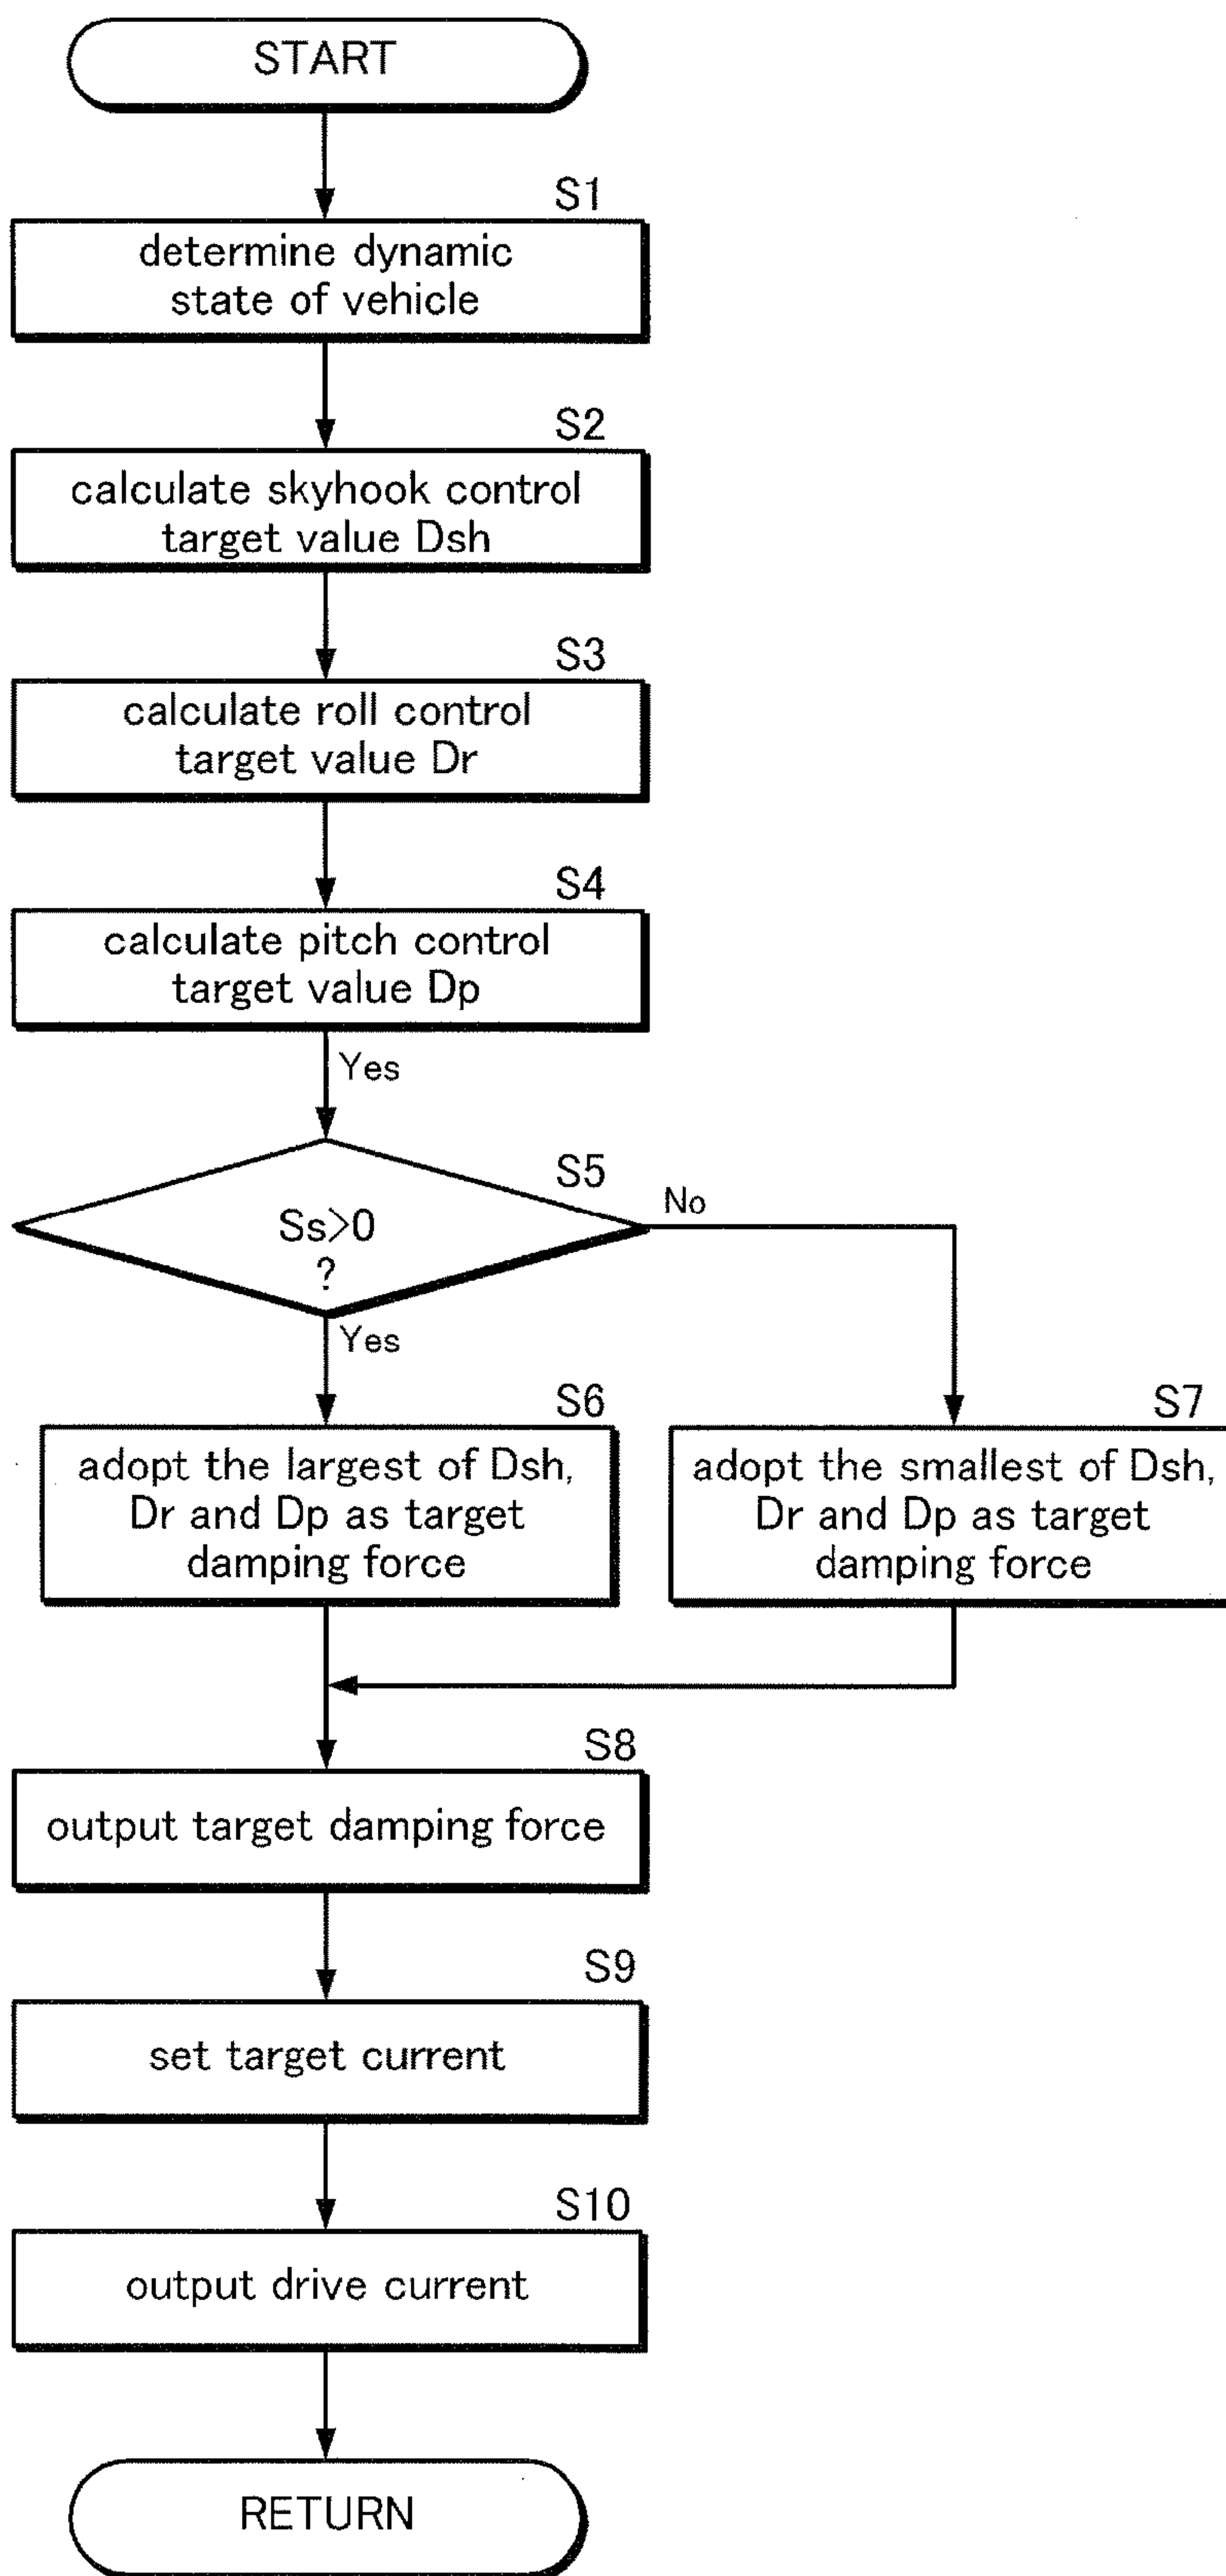 START
S1
determine dynamic
state of vehicle
S2
calculate skyhook control
target value Dsh
S3
calculate roll control
target value Dr
S4
calculate pitch control
target value Dp
Yes
S5
Ss>0
?
No
Yes
S6
adopt the largest of Dsh,
Dr and Dp as target
damping force
S7
adopt the smallest of Dsh,
Dr and Dp as target
damping force
S8
output target damping force
S9
set target current
S10
output drive current
RETURN